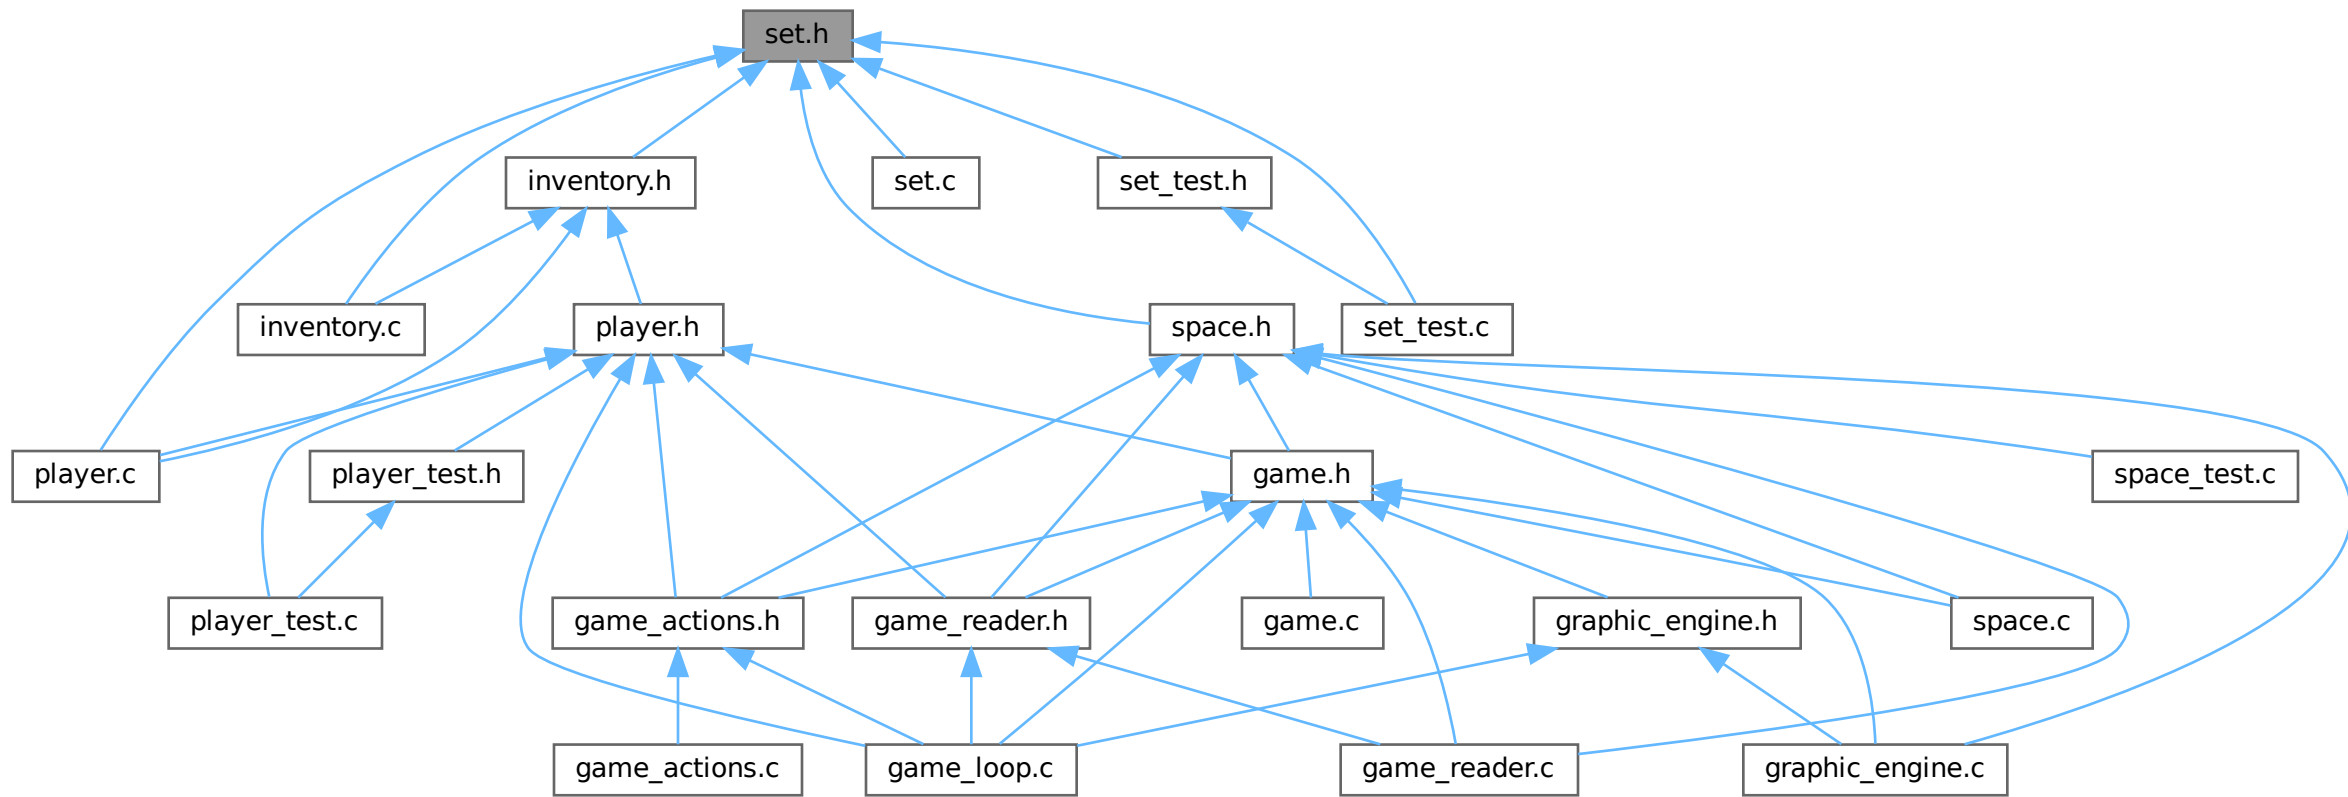 set.h
inventory.h
set.c
set_test.h
inventory.c
player.h
space.h
set_test.c
player.c
player_test.h
game.h
space_test.c
player_test.c
game_actions.h
game_reader.h
game.c
graphic_engine.h
space.c
game_actions.c
game_loop.c
game_reader.c
graphic_engine.c